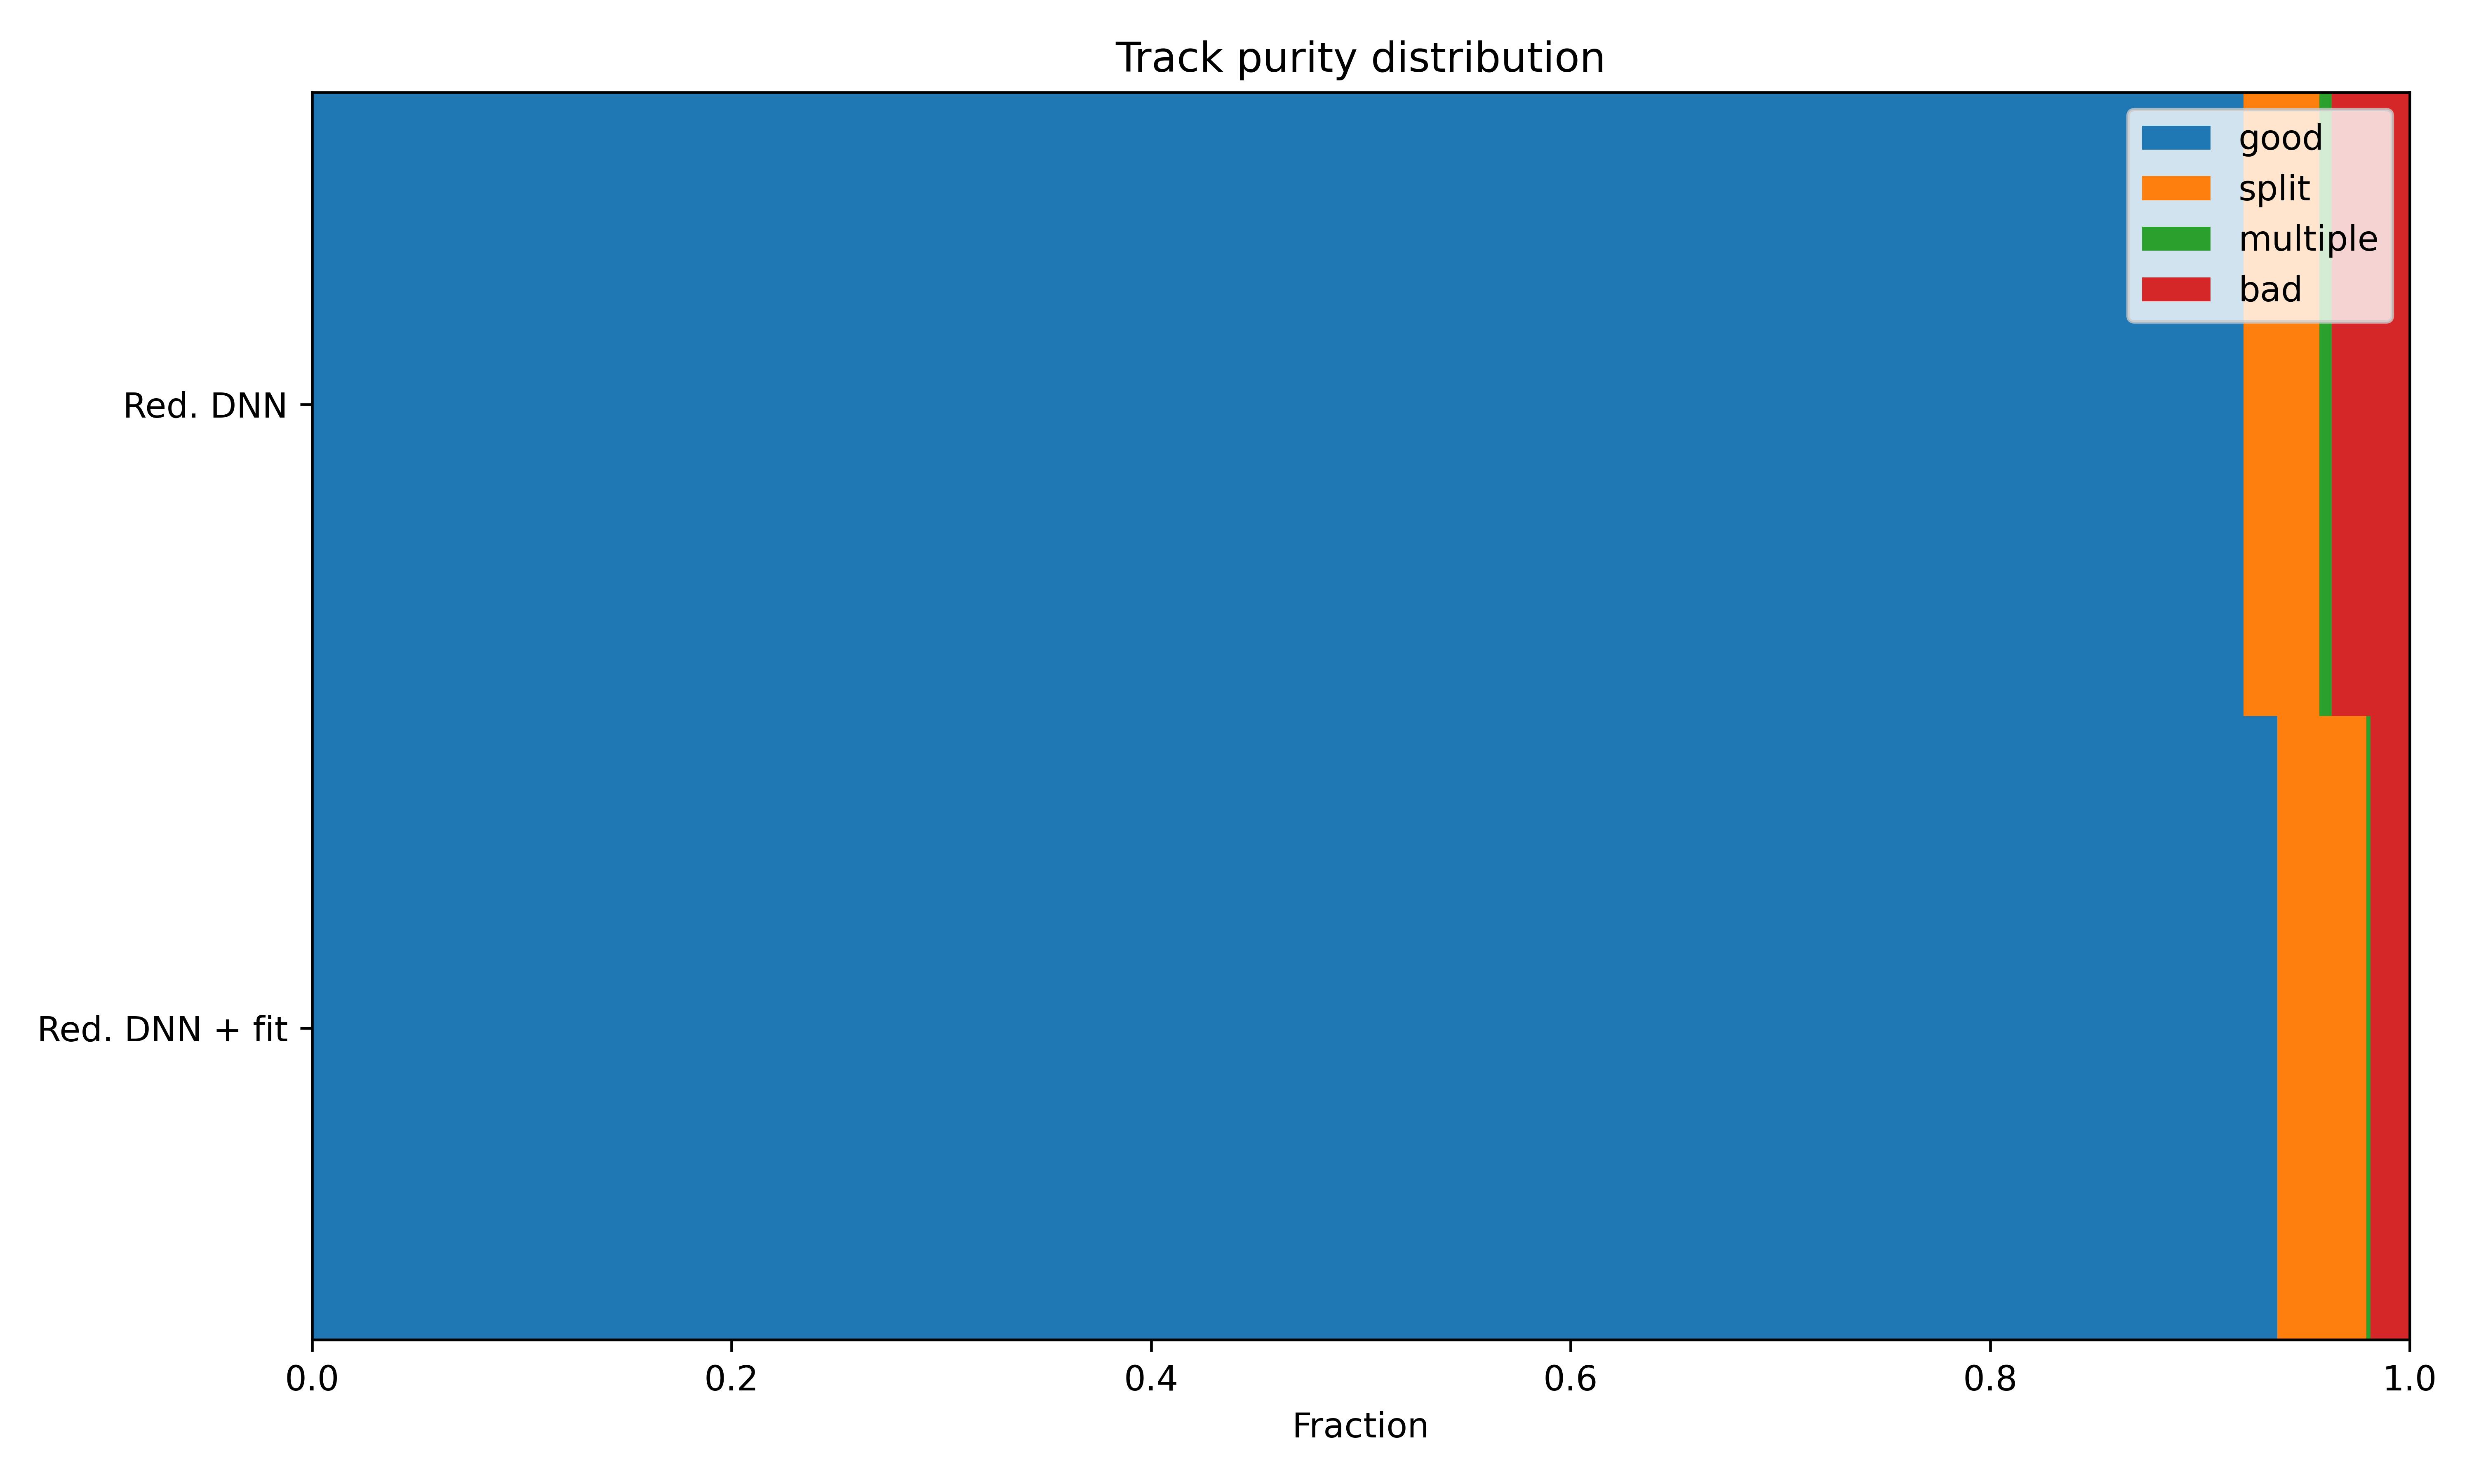 Track purity distribution
good
split
multiple
bad
Red. DNN
Red. DNN + fit
0.0
0.2
0.4
0.6
0.8
1.0
Fraction